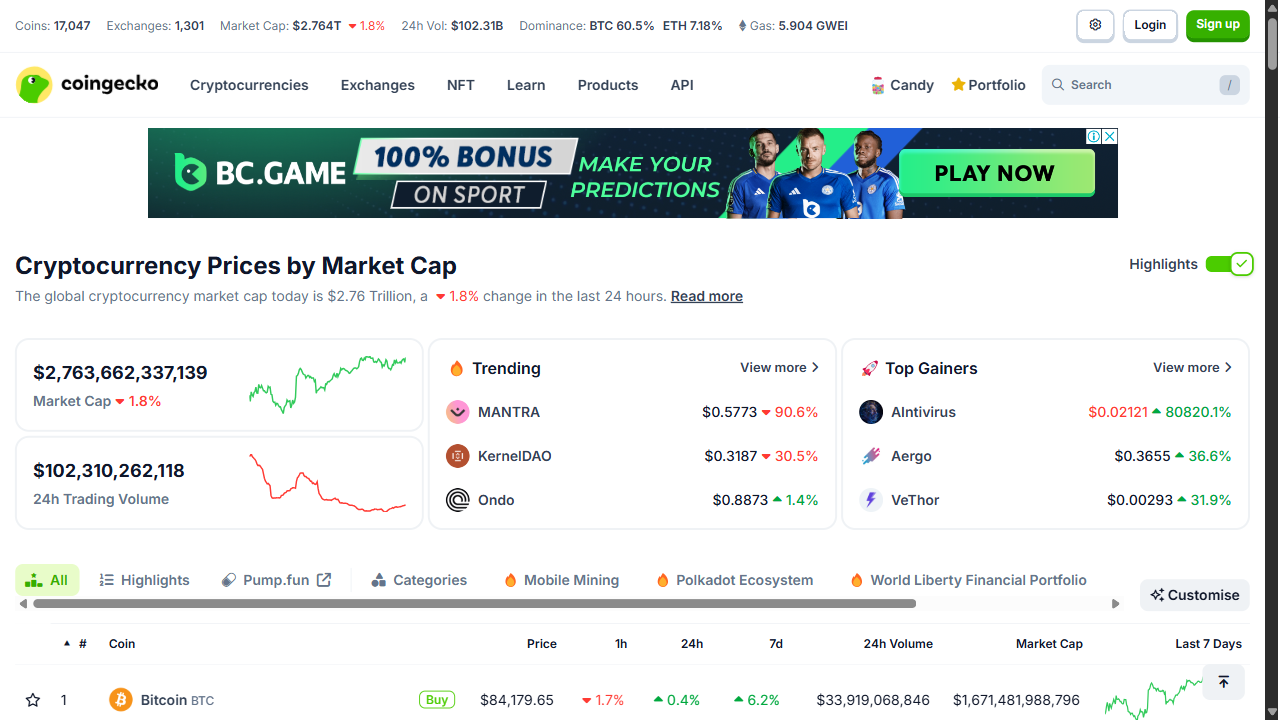 Coins: 17,047 Exchanges: 1,301 Market Cap: $2.764T 1.8% 24h Vol: $102.31B Dominance: BTC 60.5% ETH 7.18% Gas: 5.904 GWEI Login Sign up
coingecko Cryptocurrencies Exchanges NFT Learn Products API Candy Portfolio Search /
BC.GAME 100% BONUS ON SPORT MAKE YOUR PREDICTIONS PLAY NOW
Cryptocurrency Prices by Market Cap Highlights
The global cryptocurrency market cap today is $2.76 Trillion, a 1.8% change in the last 24 hours. Read more
$2,763,662,337,139
Market Cap 1.8%
$102,310,262,118
24h Trading Volume
Trending View more
MANTRA $0.5773 90.6%
KernelDAO $0.3187 30.5%
Ondo $0.8873 1.4%
Top Gainers View more
AIntivirus $0.02121 80820.1%
Aergo $0.3655 36.6%
VeThor $0.00293 31.9%
All Highlights Pump.fun Categories Mobile Mining Polkadot Ecosystem World Liberty Financial Portfolio Customise
# Coin Price 1h 24h 7d 24h Volume Market Cap Last 7 Days
1 Bitcoin BTC Buy $84,179.65 1.7% 0.4% 6.2% $33,919,068,846 $1,671,481,988,796